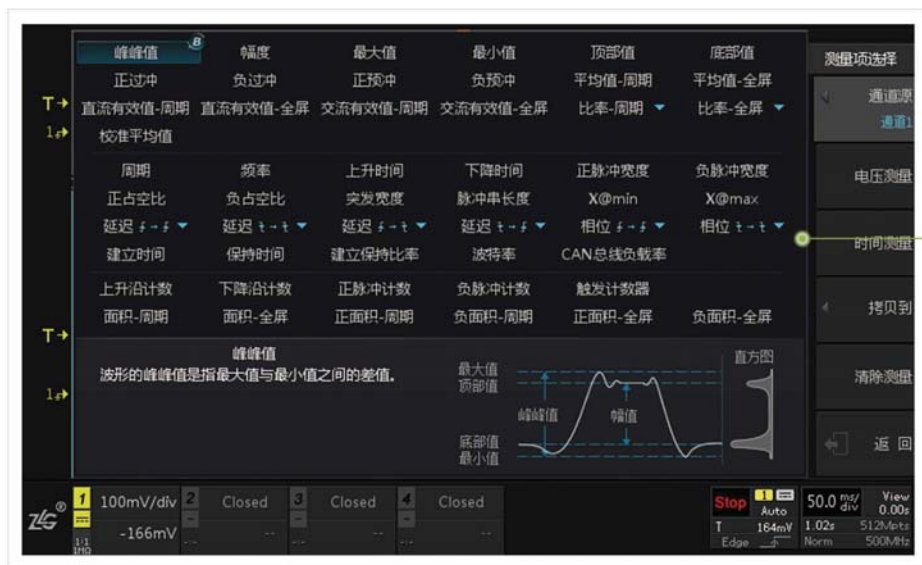 峰峰值 B 幅度 最大值 最小值 顶部值 底部值
正过冲 负过冲 正预冲 负预冲 平均值-周期 平均值-全屏
直流有效值-周期 直流有效值-全屏 交流有效值-周期 交流有效值-全屏 比率-周期 比率-全屏
校准平均值
周期 频率 上升时间 下降时间 正脉冲宽度 负脉冲宽度
正占空比 负占空比 突发宽度 脉冲串长度 X@min X@max
延迟 延迟 延迟 延迟 相位 相位
建立时间 保持时间 建立保持比率 波特率 CAN总线负载率
上升沿计数 下降沿计数 正脉冲计数 负脉冲计数 触发计数器
面积-周期 面积-全屏 正面积-周期 负面积-周期 正面积-全屏 负面积-全屏
峰峰值
波形的峰峰值是指最大值与最小值之间的差值。
最大值
顶部值
峰峰值 幅值
底部值
最小值
直方图
测量项选择
通道源
通道1
电压测量
时间测量
拷贝到
清除测量
返 回
T
1
T
1
ZLG®
1 100mV/div
-166mV
1:1
1MΩ
2 Closed
--
3 Closed
--
4 Closed
--
Stop 1 Auto
T 164mV
Edge
50.0 ms/div View 0.00s
1.02s 512Mpts
Norm 500MHz